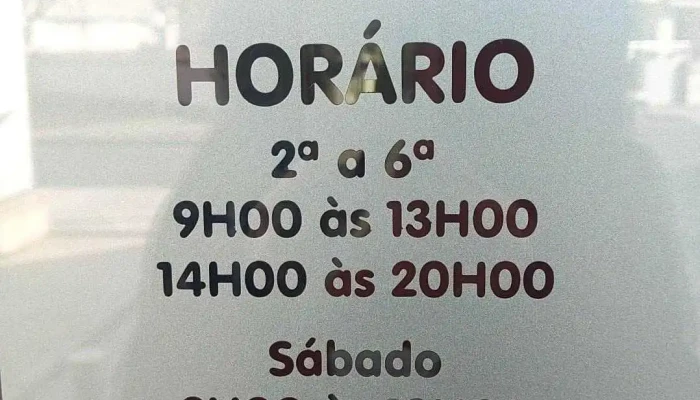 HORÁRIO
2ª a 6ª
9H00 às 13H00
14H00 às 20H00
Sábado